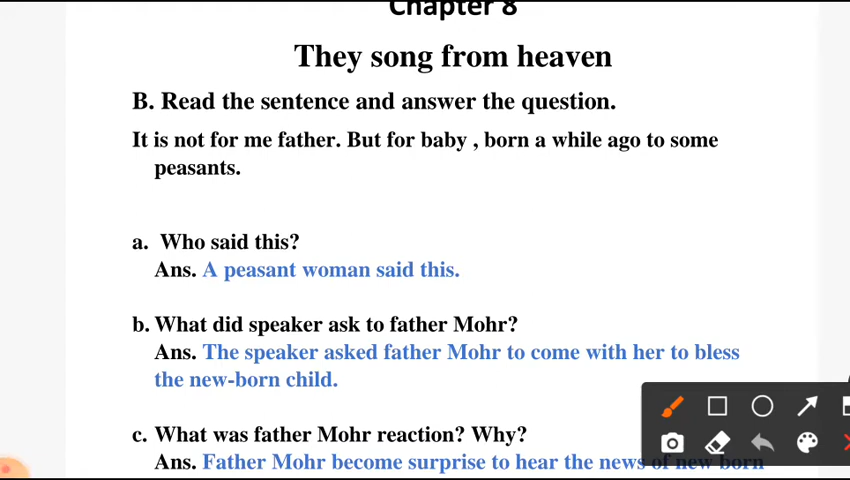 Chapter 8
They song from heaven
B. Read the sentence and answer the question.
It is not for me father. But for baby , born a while ago to some
peasants.
a. Who said this?
Ans. A peasant woman said this.
b. What did speaker ask to father Mohr?
Ans. The speaker asked father Mohr to come with her to bless
the new-born child.
c. What was father Mohr reaction? Why?
Ans. Father Mohr become surprise to hear the news of new born